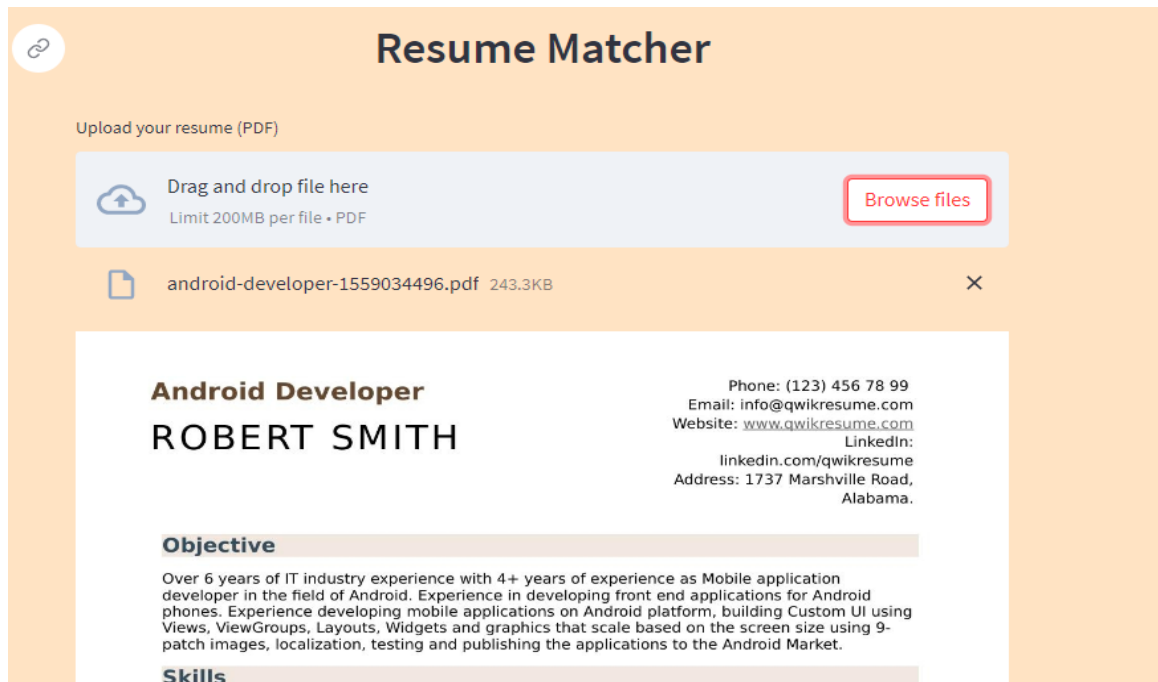 Resume Matcher
Upload your resume (PDF)
Drag and drop file here
Limit 200MB per file • PDF
Browse files
android-developer-1559034496.pdf 243.3KB
Android Developer
ROBERT SMITH
Phone: (123) 456 78 99
Email: info@qwikresume.com
Website: www.qwikresume.com
LinkedIn:
linkedin.com/qwikresume
Address: 1737 Marshville Road,
Alabama.
Objective
Over 6 years of IT industry experience with 4+ years of experience as Mobile application
developer in the field of Android. Experience in developing front end applications for Android
phones. Experience developing mobile applications on Android platform, building Custom UI using
Views, ViewGroups, Layouts, Widgets and graphics that scale based on the screen size using 9-
patch images, localization, testing and publishing the applications to the Android Market.
Skills